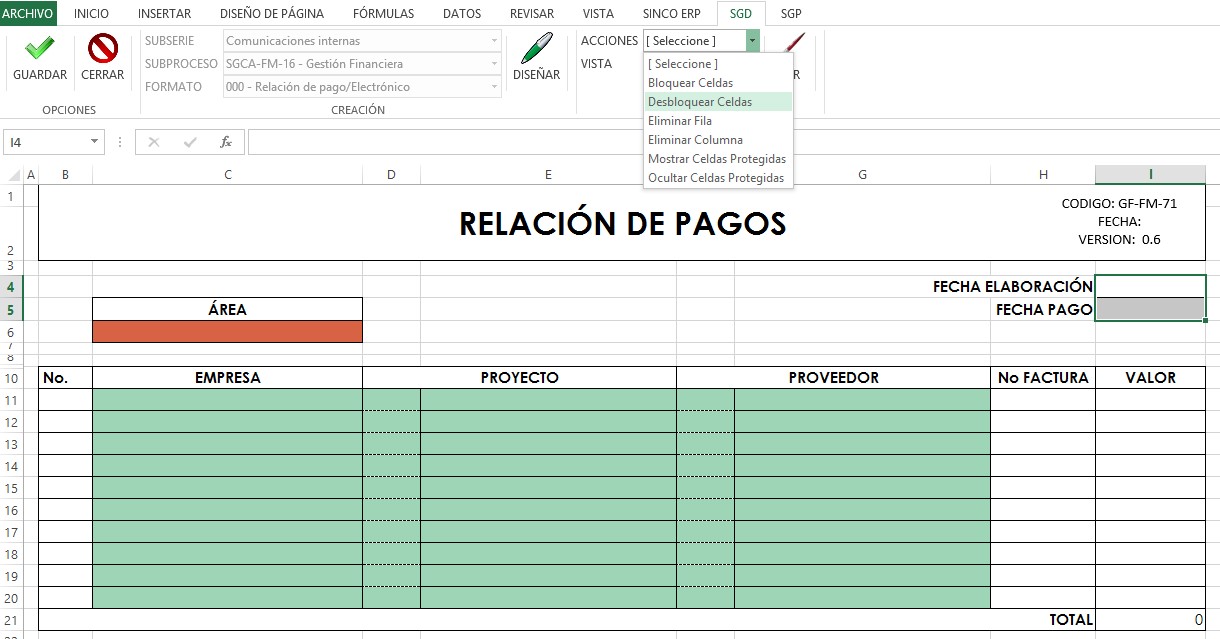 ARCHIVO INICIO INSERTAR DISEÑO DE PÁGINA FÓRMULAS DATOS REVISAR VISTA SINCO ERP SGD SGP
GUARDAR CERRAR
OPCIONES
SUBSERIE Comunicaciones internas
SUBPROCESO SGCA-FM-16 - Gestión Financiera
FORMATO 000 - Relación de pago/Electrónico
CREACIÓN
DISEÑAR
ACCIONES [ Seleccione ]
VISTA
R
[ Seleccione ]
Bloquear Celdas
Desbloquear Celdas
Eliminar Fila
Eliminar Columna
Mostrar Celdas Protegidas
Ocultar Celdas Protegidas
I4 fx
A B C D E G H I
1
RELACIÓN DE PAGOS
CODIGO: GF-FM-71
FECHA:
VERSION: 0.6
2
3
4 FECHA ELABORACIÓN
5 ÁREA FECHA PAGO
6
7
8
10 No. EMPRESA PROYECTO PROVEEDOR No FACTURA VALOR
11
12
13
14
15
16
17
18
19
20
21 TOTAL 0